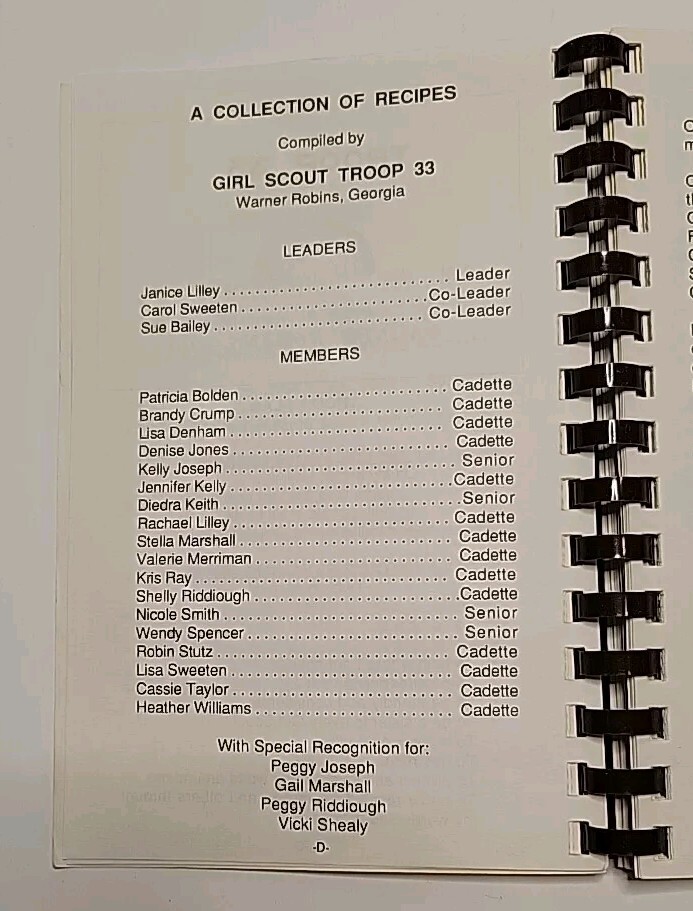 A COLLECTION OF RECIPES
Compiled by
GIRL SCOUT TROOP 33
Warner Robins, Georgia
LEADERS
Janice Lilley . . . . . . . . . . . . . . . . . . . . . . . . . . . . . . Leader
Carol Sweeten . . . . . . . . . . . . . . . . . . . . . . . . . Co-Leader
Sue Bailey . . . . . . . . . . . . . . . . . . . . . . . . . . . . Co-Leader
MEMBERS
Patricia Bolden . . . . . . . . . . . . . . . . . . . . . . . . . . . Cadette
Brandy Crump . . . . . . . . . . . . . . . . . . . . . . . . . . . Cadette
Lisa Denham . . . . . . . . . . . . . . . . . . . . . . . . . . . . Cadette
Denise Jones . . . . . . . . . . . . . . . . . . . . . . . . . . . . Cadette
Kelly Joseph . . . . . . . . . . . . . . . . . . . . . . . . . . . . . Senior
Jennifer Kelly . . . . . . . . . . . . . . . . . . . . . . . . . . . . Cadette
Diedra Keith . . . . . . . . . . . . . . . . . . . . . . . . . . . . . Senior
Rachael Lilley . . . . . . . . . . . . . . . . . . . . . . . . . . . Cadette
Stella Marshall . . . . . . . . . . . . . . . . . . . . . . . . . . . Cadette
Valerie Merriman . . . . . . . . . . . . . . . . . . . . . . . . . Cadette
Kris Ray . . . . . . . . . . . . . . . . . . . . . . . . . . . . . . . . Cadette
Shelly Riddiough . . . . . . . . . . . . . . . . . . . . . . . . . Cadette
Nicole Smith . . . . . . . . . . . . . . . . . . . . . . . . . . . . . Senior
Wendy Spencer . . . . . . . . . . . . . . . . . . . . . . . . . . Senior
Robin Stutz . . . . . . . . . . . . . . . . . . . . . . . . . . . . . Cadette
Lisa Sweeten . . . . . . . . . . . . . . . . . . . . . . . . . . . . Cadette
Cassie Taylor . . . . . . . . . . . . . . . . . . . . . . . . . . . Cadette
Heather Williams . . . . . . . . . . . . . . . . . . . . . . . . . Cadette
With Special Recognition for:
Peggy Joseph
Gail Marshall
Peggy Riddiough
Vicki Shealy
-D-